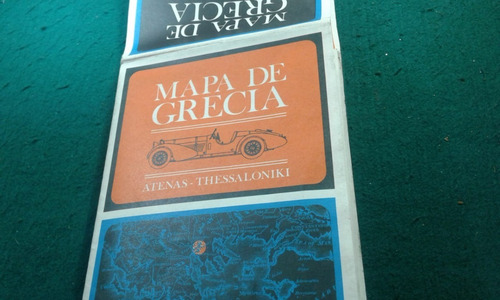 MAPA DE
GRECIA
MAPA DE
GRECIA
ATENAS - THESSALONIKI